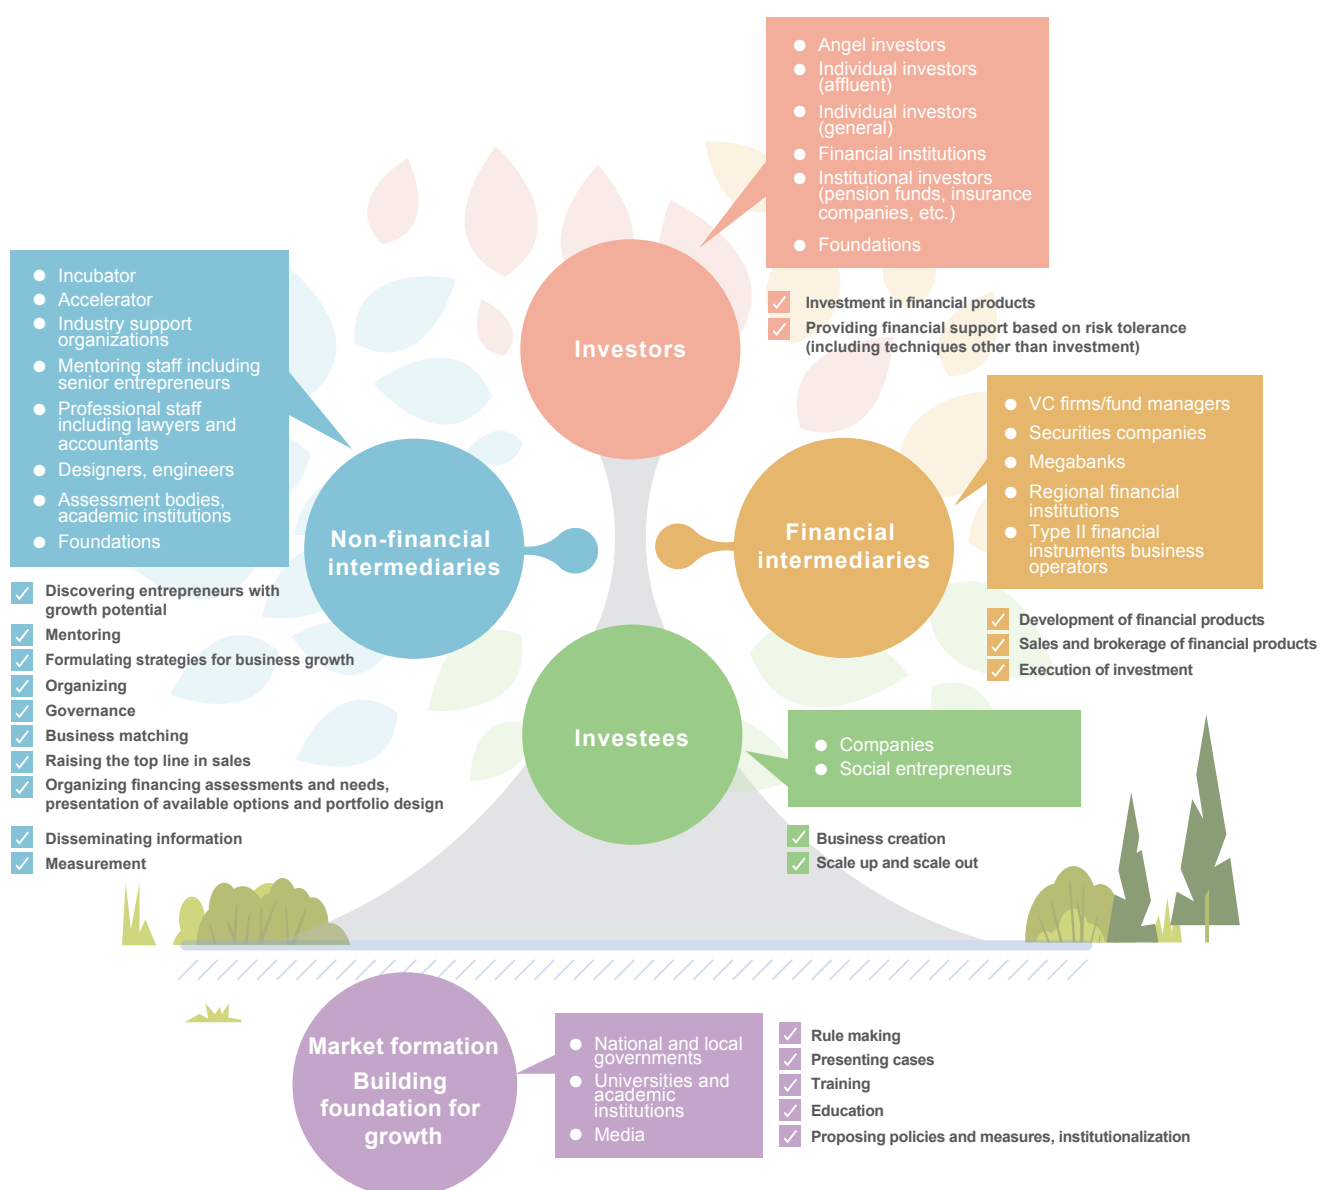 Angel investors
Individual investors
(affluent)
Individual investors
(general)
Financial institutions
Institutional investors
(pension funds, insurance
companies, etc.)
Foundations
Investors
Investment in financial products
Providing financial support based on risk tolerance
(including techniques other than investment)
Incubator
Accelerator
Industry support
organizations
Mentoring staff including
senior entrepreneurs
Professional staff
including lawyers and
accountants
Designers, engineers
Assessment bodies,
academic institutions
Foundations
Non-financial
intermediaries
Discovering entrepreneurs with
growth potential
Mentoring
Formulating strategies for business growth
Organizing
Governance
Business matching
Raising the top line in sales
Organizing financing assessments and needs,
presentation of available options and portfolio design
Disseminating information
Measurement
Financial
intermediaries
VC firms/fund managers
Securities companies
Megabanks
Regional financial
institutions
Type II financial
instruments business
operators
Development of financial products
Sales and brokerage of financial products
Execution of investment
Investees
Companies
Social entrepreneurs
Business creation
Scale up and scale out
Market formation
Building
foundation for
growth
National and local
governments
Universities and
academic
institutions
Media
Rule making
Presenting cases
Training
Education
Proposing policies and measures, institutionalization